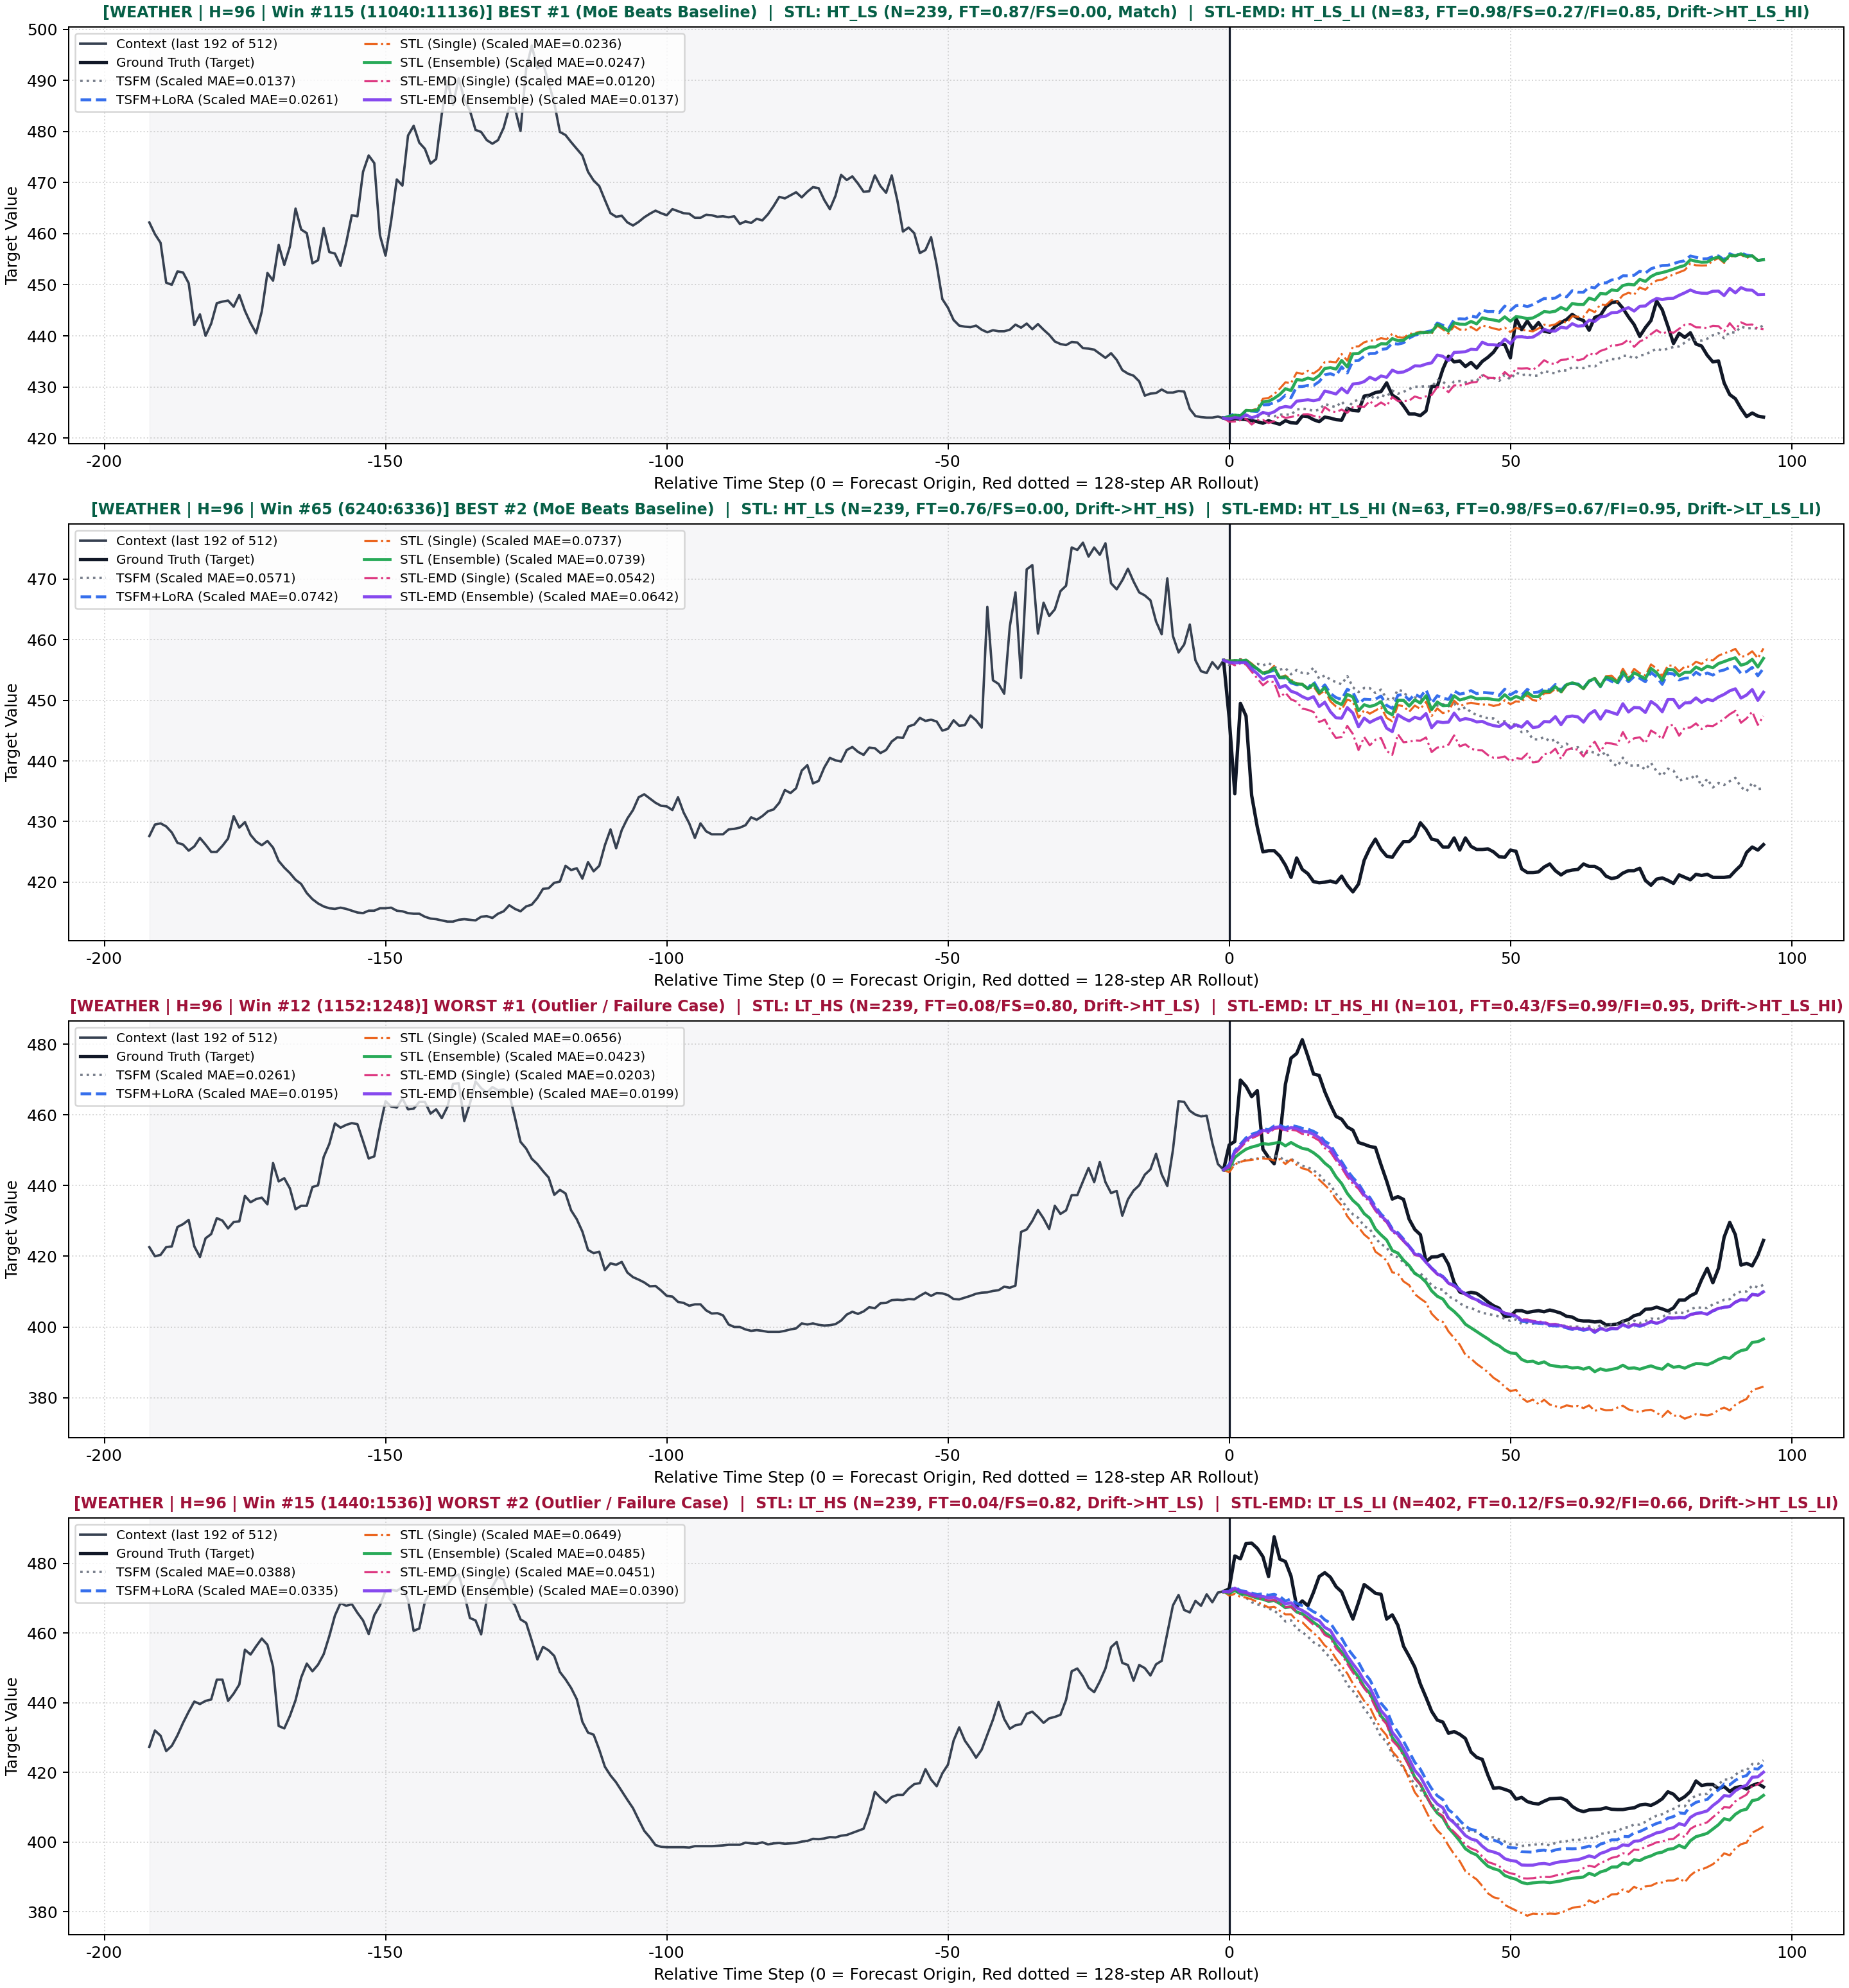 [WEATHER | H=96 | Win #115 (11040:11136)] BEST #1 (MoE Beats Baseline) | STL: HT_LS (N=239, FT=0.87/FS=0.00, Match) | STL-EMD: HT_LS_LI (N=83, FT=0.98/FS=0.27/FI=0.85, Drift->HT_LS_HI)
Context (last 192 of 512)
Ground Truth (Target)
TSFM (Scaled MAE=0.0137)
TSFM+LoRA (Scaled MAE=0.0261)
STL (Single) (Scaled MAE=0.0236)
STL (Ensemble) (Scaled MAE=0.0247)
STL-EMD (Single) (Scaled MAE=0.0120)
STL-EMD (Ensemble) (Scaled MAE=0.0137)
Target Value
500
490
480
470
460
450
440
430
420
-200 -150 -100 -50 0 50 100
Relative Time Step (0 = Forecast Origin, Red dotted = 128-step AR Rollout)
[WEATHER | H=96 | Win #65 (6240:6336)] BEST #2 (MoE Beats Baseline) | STL: HT_LS (N=239, FT=0.76/FS=0.00, Drift->HT_HS) | STL-EMD: HT_LS_HI (N=63, FT=0.98/FS=0.67/FI=0.95, Drift->LT_LS_LI)
Context (last 192 of 512)
Ground Truth (Target)
TSFM (Scaled MAE=0.0571)
TSFM+LoRA (Scaled MAE=0.0742)
STL (Single) (Scaled MAE=0.0737)
STL (Ensemble) (Scaled MAE=0.0739)
STL-EMD (Single) (Scaled MAE=0.0542)
STL-EMD (Ensemble) (Scaled MAE=0.0642)
Target Value
470
460
450
440
430
420
-200 -150 -100 -50 0 50 100
Relative Time Step (0 = Forecast Origin, Red dotted = 128-step AR Rollout)
[WEATHER | H=96 | Win #12 (1152:1248)] WORST #1 (Outlier / Failure Case) | STL: LT_HS (N=239, FT=0.08/FS=0.80, Drift->HT_LS) | STL-EMD: LT_HS_HI (N=101, FT=0.43/FS=0.99/FI=0.95, Drift->HT_LS_HI)
Context (last 192 of 512)
Ground Truth (Target)
TSFM (Scaled MAE=0.0261)
TSFM+LoRA (Scaled MAE=0.0195)
STL (Single) (Scaled MAE=0.0656)
STL (Ensemble) (Scaled MAE=0.0423)
STL-EMD (Single) (Scaled MAE=0.0203)
STL-EMD (Ensemble) (Scaled MAE=0.0199)
Target Value
480
460
440
420
400
380
-200 -150 -100 -50 0 50 100
Relative Time Step (0 = Forecast Origin, Red dotted = 128-step AR Rollout)
[WEATHER | H=96 | Win #15 (1440:1536)] WORST #2 (Outlier / Failure Case) | STL: LT_HS (N=239, FT=0.04/FS=0.82, Drift->HT_LS) | STL-EMD: LT_LS_LI (N=402, FT=0.12/FS=0.92/FI=0.66, Drift->HT_LS_LI)
Context (last 192 of 512)
Ground Truth (Target)
TSFM (Scaled MAE=0.0388)
TSFM+LoRA (Scaled MAE=0.0335)
STL (Single) (Scaled MAE=0.0649)
STL (Ensemble) (Scaled MAE=0.0485)
STL-EMD (Single) (Scaled MAE=0.0451)
STL-EMD (Ensemble) (Scaled MAE=0.0390)
Target Value
480
460
440
420
400
380
-200 -150 -100 -50 0 50 100
Relative Time Step (0 = Forecast Origin, Red dotted = 128-step AR Rollout)